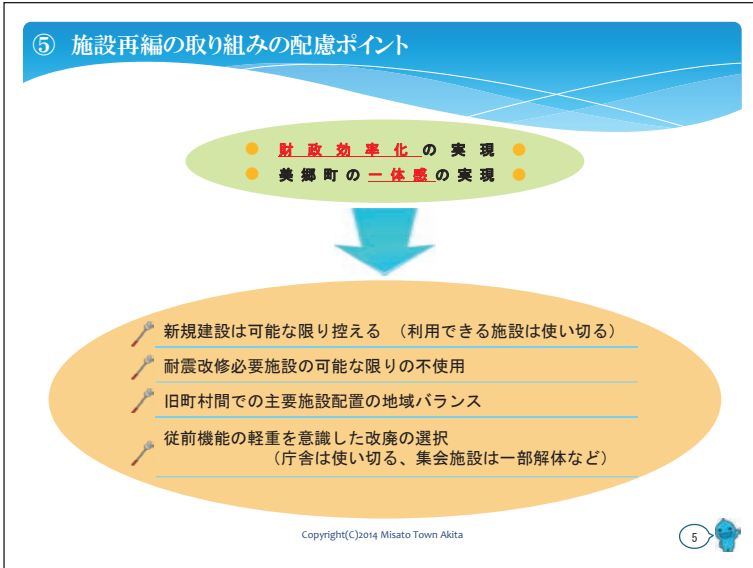 ⑤ 施設再編の取り組みの配慮ポイント
財政効率化の実現
美郷町の一体感の実現
新規建設は可能な限り控える （利用できる施設は使い切る）
耐震改修必要施設の可能な限りの不使用
旧町村間での主要施設配置の地域バランス
従前機能の軽重を意識した改廃の選択
（庁舎は使い切る、集会施設は一部解体など）
Copyright(C)2014 Misato Town Akita
5